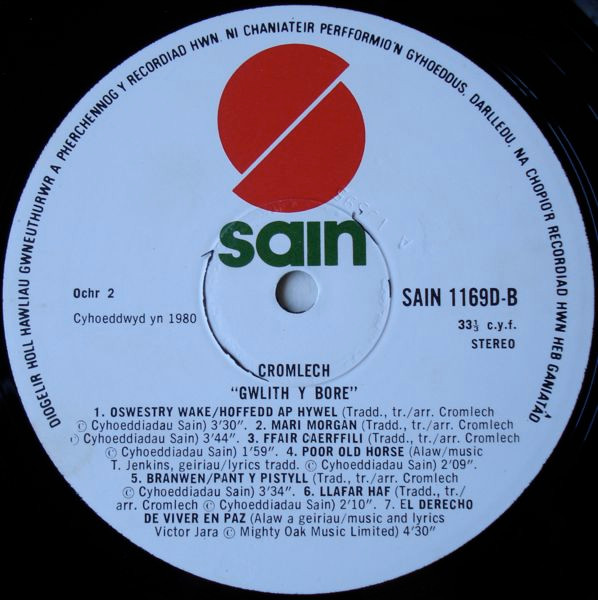 DIOGELIR HOLL HAWLIAU GWNEUTHURWR A PHERCHENNOG Y RECORDIAD HWN. NI CHANIATEIR PERFFORMIO'N GYHOEDDUS, DARLLEDU, NA CHOPIO'R RECORDIAD HWN HEB GANIATÂD
sain
Ochr 2
Cyhoeddwyd yn 1980
SAIN 1169D-B
33⅓ c.y.f.
STEREO
CROMLECH
"GWLITH Y BORE"
1. OSWESTRY WAKE/HOFFEDD AP HYWEL (Tradd., tr./arr. Cromlech
© Cyhoeddiadau Sain) 3'30". 2. MARI MORGAN (Tradd., tr./arr. Cromlech
© Cyhoeddiadau Sain) 3'44". 3. FFAIR CAERFFILI (Tradd., tr./arr. Cromlech
© Cyhoeddiadau Sain) 1'59". 4. POOR OLD HORSE (Alaw/music
T. Jenkins, geiriau/lyrics tradd. © Cyhoeddiadau Sain) 2'09".
5. BRANWEN/PANT Y PISTYLL (Trad., tr./arr. Cromlech
© Cyhoeddiadau Sain) 3'34". 6. LLAFAR HAF (Tradd., tr./
arr. Cromlech © Cyhoeddiadau Sain) 2'10". 7. EL DERECHO
DE VIVER EN PAZ (Alaw a geiriau/music and lyrics
Victor Jara © Mighty Oak Music Limited) 4'30"